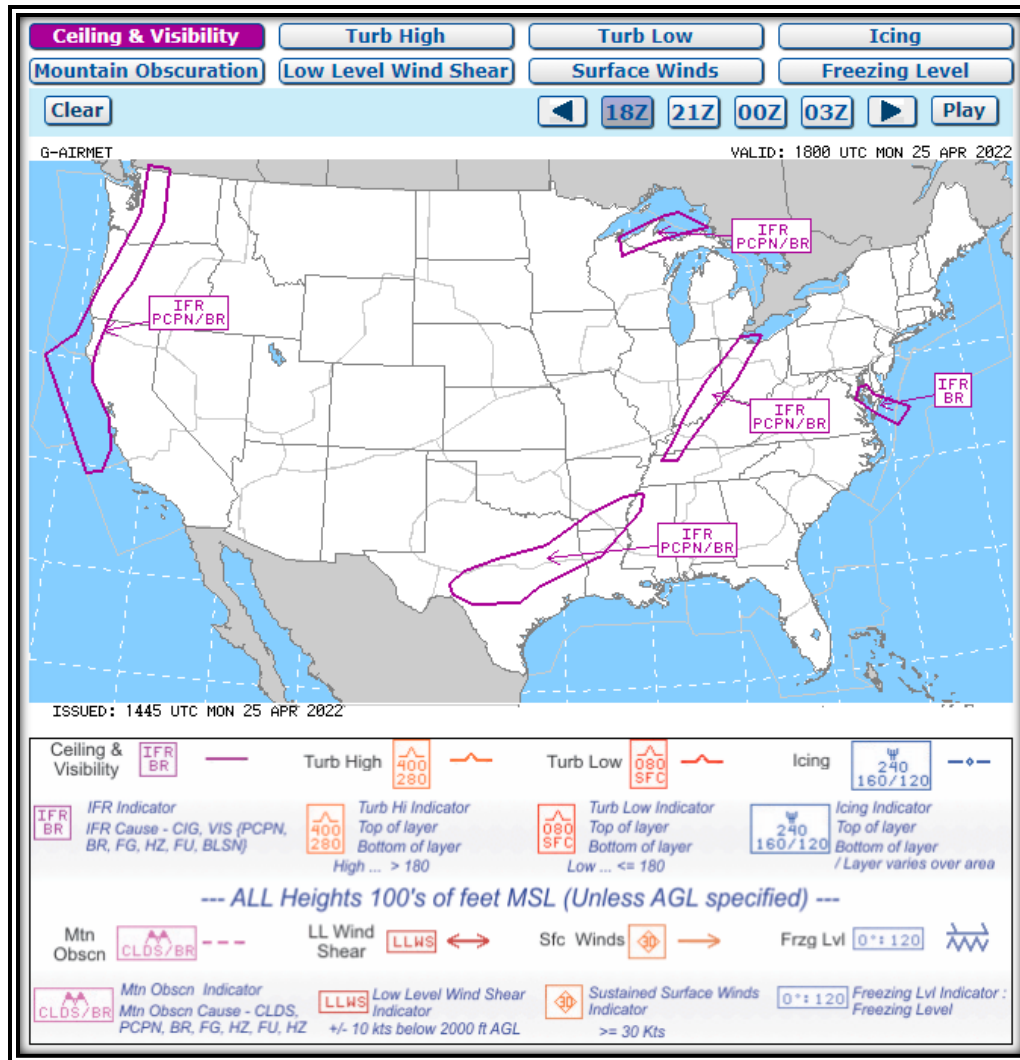 Ceiling & Visibility Turb High Turb Low Icing
Mountain Obscuration Low Level Wind Shear Surface Winds Freezing Level
Clear 18Z 21Z 00Z 03Z Play
G-AIRMET VALID: 1800 UTC MON 25 APR 2022
IFR
PCPN/BR
IFR
PCPN/BR
IFR
BR
IFR
PCPN/BR
IFR
PCPN/BR
ISSUED: 1445 UTC MON 25 APR 2022
Ceiling & Visibility IFR BR
Turb High 400 280
Turb Low 080 SFC
Icing 240 160/120
IFR BR
IFR Indicator
IFR Cause - CIG, VIS (PCPN,
BR, FG, HZ, FU, BLSN)
400 280
Turb Hi Indicator
Top of layer
Bottom of layer
High ... > 180
080 SFC
Turb Low Indicator
Top of layer
Bottom of layer
Low ... <= 180
240 160/120
Icing Indicator
Top of layer
Bottom of layer
/ Layer varies over area
--- ALL Heights 100's of feet MSL (Unless AGL specified) ---
Mtn Obscn CLDS/BR
LL Wind Shear LLWS
Sfc Winds 30
Frzg Lvl 0°:120
CLDS/BR
Mtn Obscn Indicator
Mtn Obscn Cause - CLDS,
PCPN, BR, FG, HZ, FU, HZ
LLWS
Low Level Wind Shear
Indicator
+/- 10 kts below 2000 ft AGL
30
Sustained Surface Winds
Indicator
>= 30 Kts
0°:120
Freezing Lvl Indicator :
Freezing Level